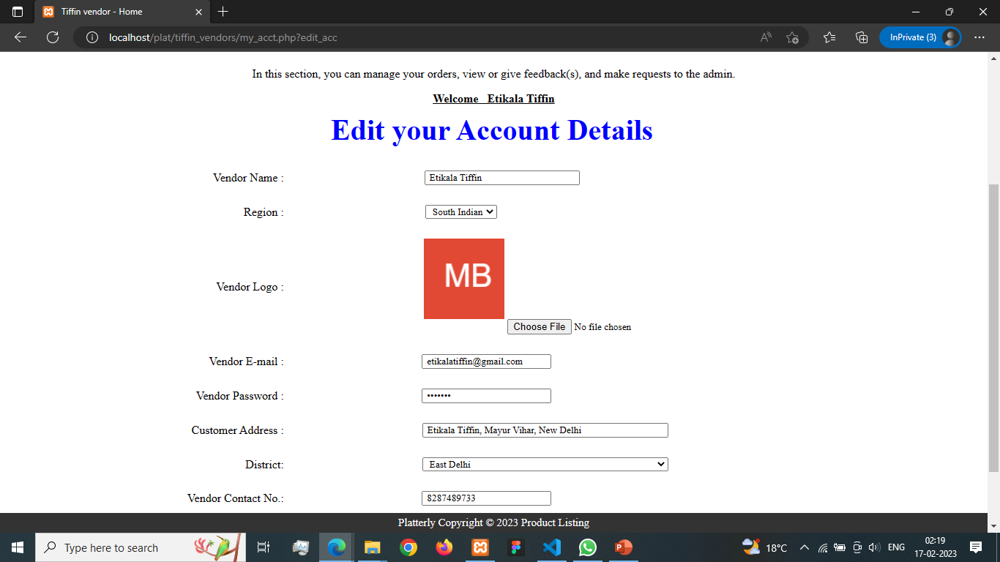 Tiffin vendor - Home
localhost/plat/tiffin_vendors/my_acct.php?edit_acc
InPrivate (3)
In this section, you can manage your orders, view or give feedback(s), and make requests to the admin.
Welcome   Etikala Tiffin
Edit your Account Details
Vendor Name : Etikala Tiffin
Region : South Indian
MB
Vendor Logo :
Choose File No file chosen
Vendor E-mail : etikalatiffin@gmail.com
Vendor Password : •••••••
Customer Address : Etikala Tiffin, Mayur Vihar, New Delhi
District: East Delhi
Vendor Contact No.: 8287489733
Platterly Copyright © 2023 Product Listing
Type here to search
18°C
ENG
02:19
17-02-2023